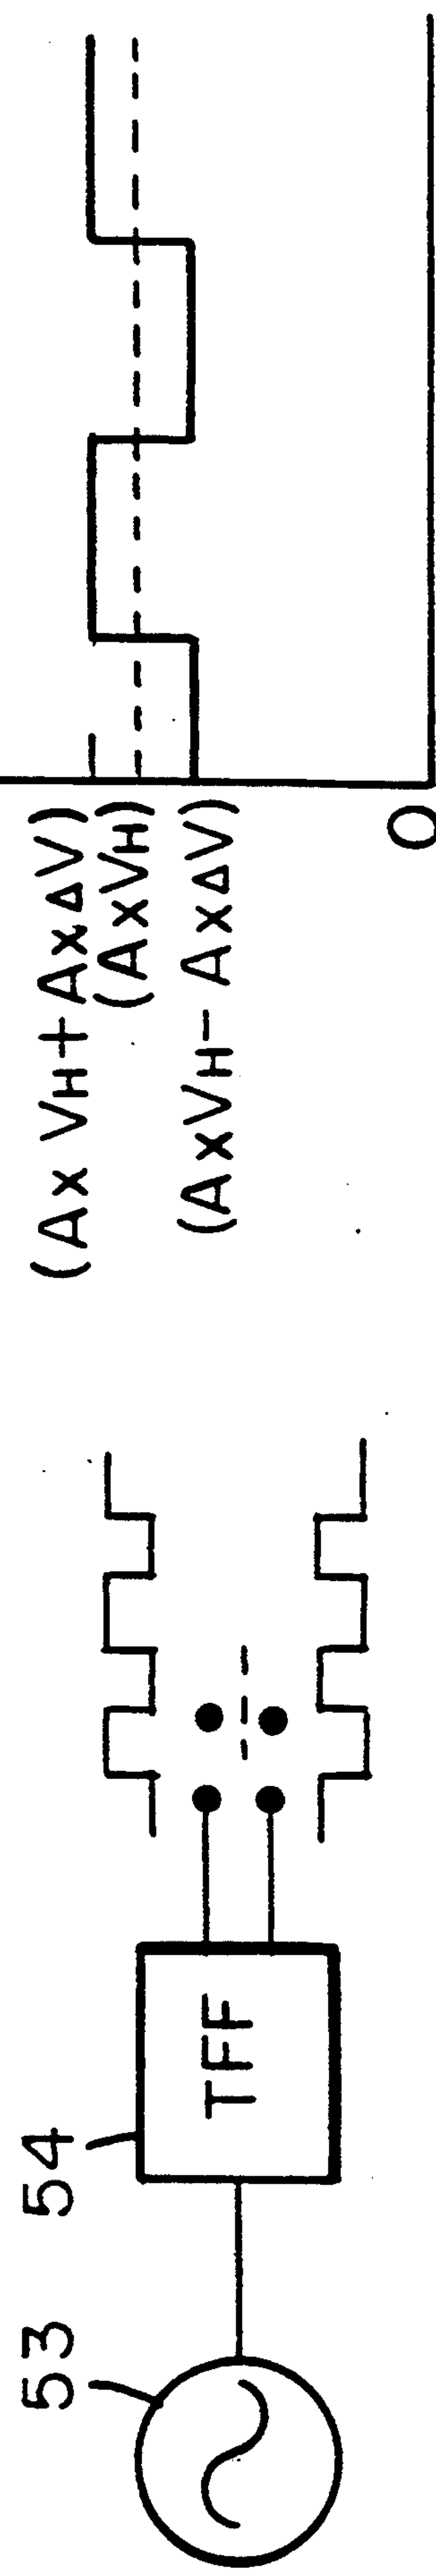 53
54
TFF
(A x VH + A x ΔV)
(A x VH)
(A x VH - A x ΔV)
0